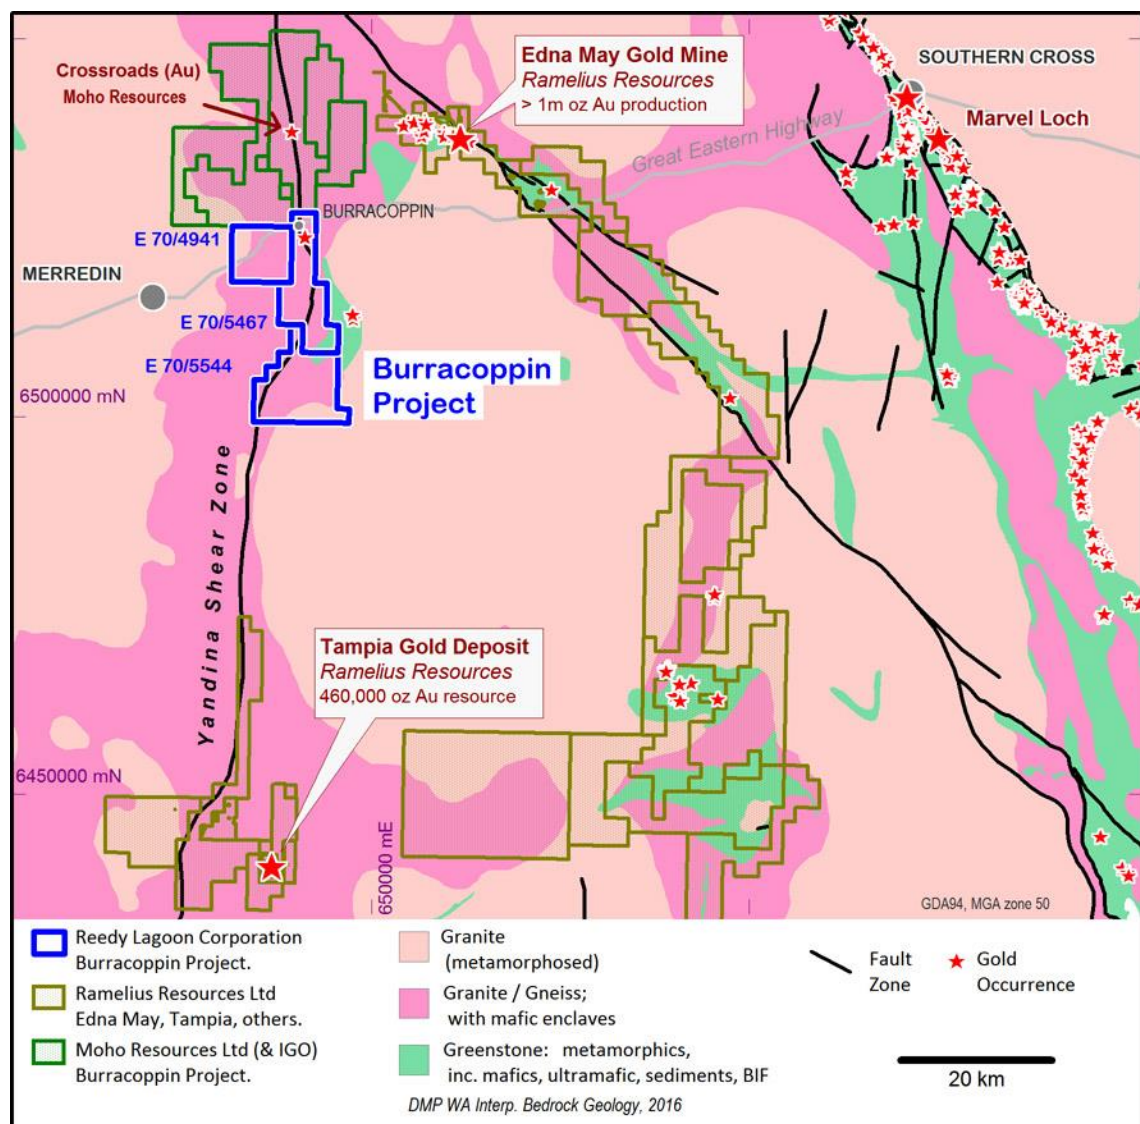 Crossroads (Au)
Moho Resources
Edna May Gold Mine
Ramelius Resources
> 1m oz Au production
SOUTHERN CROSS
Marvel Loch
Great Eastern Highway
BURRACOPPIN
E 70/4941
MERREDIN
E 70/5467
E 70/5544
Burracoppin
Project
6500000 mN
Yandina Shear Zone
Tampia Gold Deposit
Ramelius Resources
460,000 oz Au resource
6450000 mN
650000 mE
GDA94, MGA zone 50
Reedy Lagoon Corporation
Burracoppin Project.
Ramelius Resources Ltd
Edna May, Tampia, others.
Moho Resources Ltd (& IGO)
Burracoppin Project.
Granite
(metamorphosed)
Granite / Gneiss;
with mafic enclaves
Greenstone: metamorphics,
inc. mafics, ultramafic, sediments, BIF
DMP WA Interp. Bedrock Geology, 2016
Fault
Zone
Gold
Occurrence
20 km